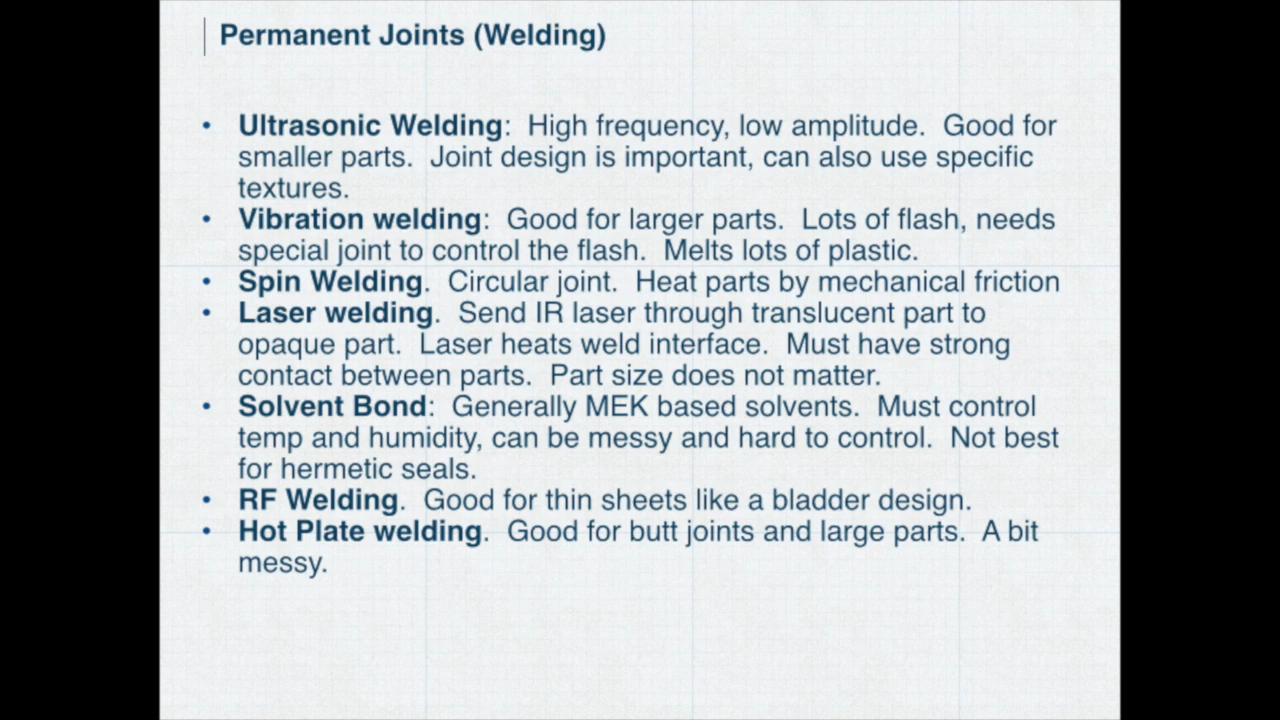 Permanent Joints (Welding)
• Ultrasonic Welding:  High frequency, low amplitude.  Good for
smaller parts.  Joint design is important, can also use specific
textures.
• Vibration welding:  Good for larger parts.  Lots of flash, needs
special joint to control the flash.  Melts lots of plastic.
• Spin Welding.  Circular joint.  Heat parts by mechanical friction
• Laser welding.  Send IR laser through translucent part to
opaque part.  Laser heats weld interface.  Must have strong
contact between parts.  Part size does not matter.
• Solvent Bond:  Generally MEK based solvents.  Must control
temp and humidity, can be messy and hard to control.  Not best
for hermetic seals.
• RF Welding.  Good for thin sheets like a bladder design.
• Hot Plate welding.  Good for butt joints and large parts.  A bit
messy.